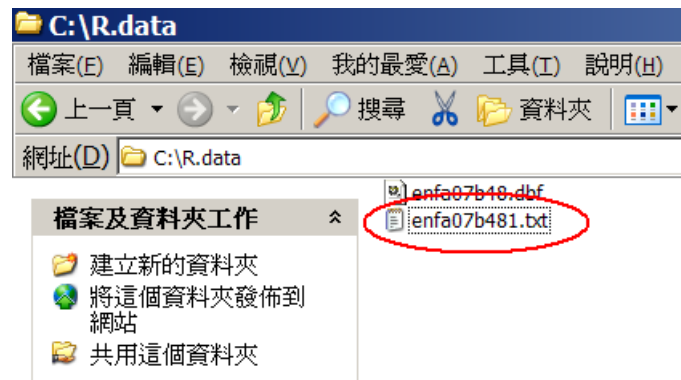 C:\R.data
檔案(F) 編輯(E) 檢視(V) 我的最愛(A) 工具(T) 說明(H)
上一頁 搜尋 資料夾
網址(D) C:\R.data
enfa07b48.dbf
檔案及資料夾工作
enfa07b481.txt
建立新的資料夾
將這個資料夾發佈到
網站
共用這個資料夾